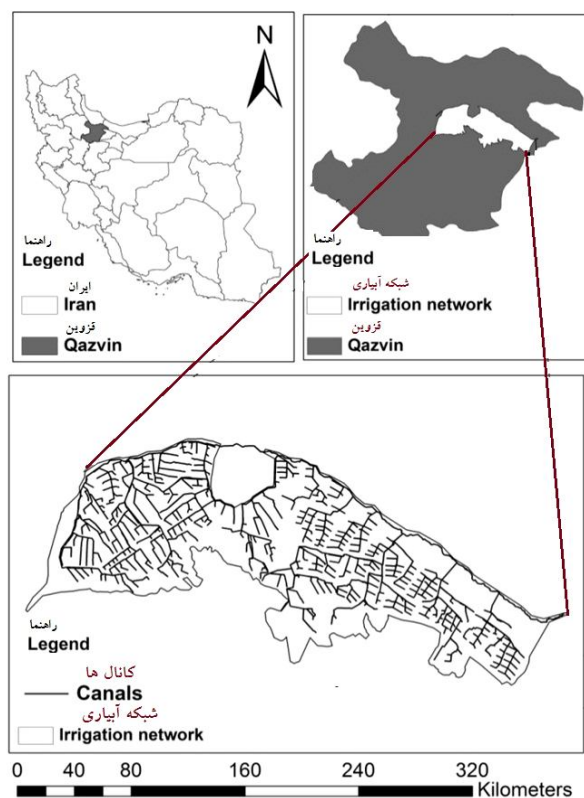 N
راهنما
Legend
ایران
Iran
قزوین
Qazvin
راهنما
Legend
شبکه آبیاری
Irrigation network
قزوین
Qazvin
راهنما
Legend
کانال ها
Canals
شبکه آبیاری
Irrigation network
0 20 40 80 160 240 320
Kilometers